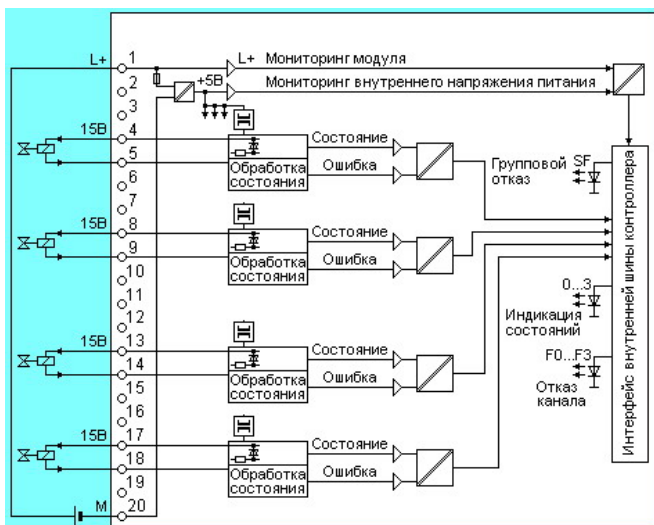 L+ 1 L+ Мониторинг модуля
2 +5В Мониторинг внутреннего напряжения питания
3
15В 4 Состояние
5 Обработка состояния Ошибка
Групповой отказ SF
6
7
15В 8 Состояние
9 Обработка состояния Ошибка
10
0...3
Индикация состояний
11
12
15В 13 Состояние
14 Обработка состояния Ошибка
F0...F3
Отказ канала
15
16
15В 17 Состояние
18 Обработка состояния Ошибка
19
M 20
Интерфейс внутренней шины контроллера